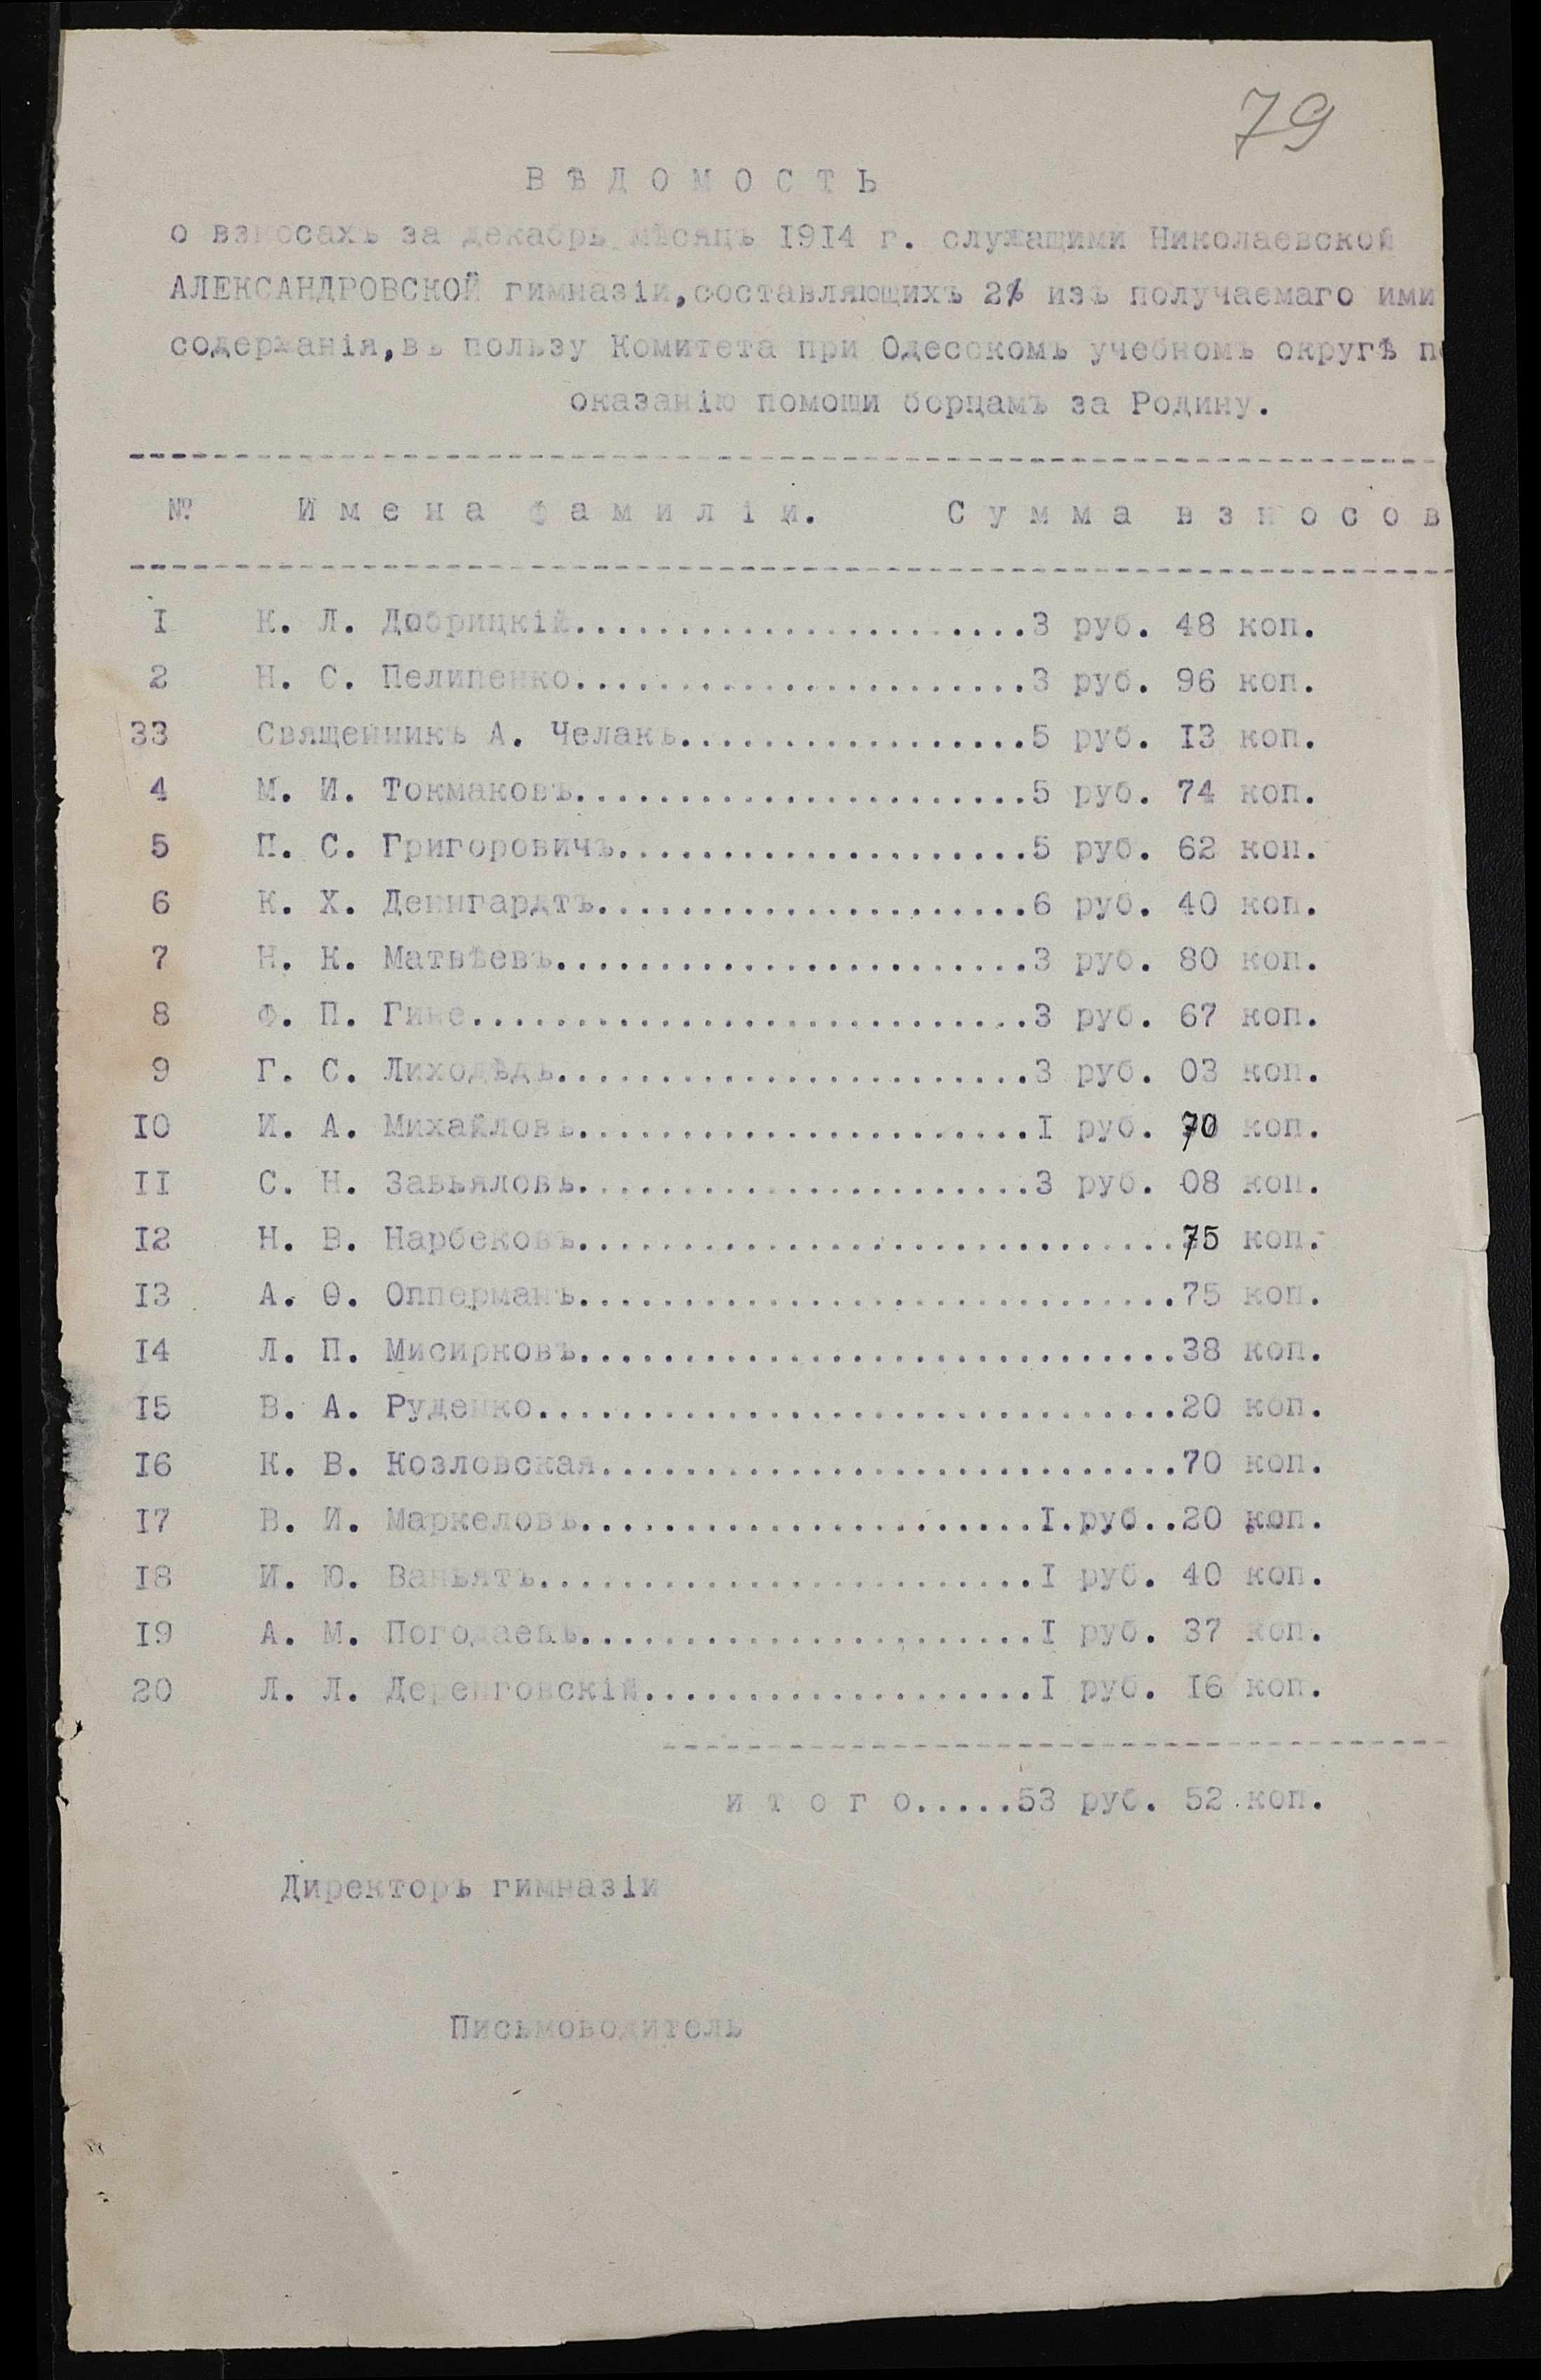 79
ВѢДОМОСТЬ
о взносахъ за декабрь мѣсяцъ 1914 г. служащими Николаевской
АЛЕКСАНДРОВСКОЙ гимназіи,составляющихъ 2% изъ получаемаго ими
содержанія,въ пользу Комитета при Одесскомъ учебномъ округѣ по
оказанію помощи борцамъ за Родину.
№ Имена фамиліи. Сумма взносов
I К. Л. Добрицкій.......................3 руб. 48 коп.
2 Н. С. Пелипенко.......................3 руб. 96 коп.
33 Священникъ А. Челакъ.................5 руб. I3 коп.
4 М. И. Токмаковъ.......................5 руб. 74 коп.
5 П. С. Григоровичъ.....................5 руб. 62 коп.
6 К. Х. Денигардтъ......................6 руб. 40 коп.
7 Н. К. Матвѣевъ........................3 руб. 80 коп.
8 Ф. П. Гине............................3 руб. 67 коп.
9 Г. С. Лиходѣдъ........................3 руб. 03 коп.
I0 И. А. Михайловъ......................I руб. 70 коп.
II С. Н. Завьяловъ......................3 руб. 08 коп.
I2 Н. В. Нарбековъ.............................75 коп.
I3 А. Ѳ. Опперманъ.............................75 коп.
I4 Л. П. Мисирковъ.............................38 коп.
I5 В. А. Руденко...............................20 коп.
I6 К. В. Козловская............................70 коп.
I7 В. И. Маркеловъ......................I.руб..20 коп.
I8 И. Ю. Ваньятъ........................I руб. 40 коп.
I9 А. М. Погодаевъ......................I руб. 37 коп.
20 Л. Л. Деренговскій...................I руб. I6 коп.
итого.....53 руб. 52 коп.
Директоръ гимназіи
Письмоводитель